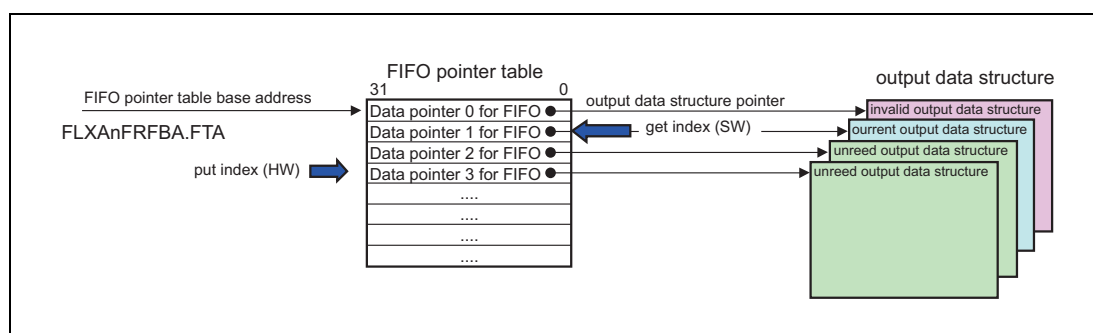 FIFO pointer table
31 0
output data structure
FIFO pointer table base address
FLXAnFRFBA.FTA
put index (HW)
Data pointer 0 for FIFO
Data pointer 1 for FIFO
Data pointer 2 for FIFO
Data pointer 3 for FIFO
....
....
....
....
output data structure pointer
get index (SW)
invalid output data structure
ourrent output data structure
unreed output data structure
unreed output data structure